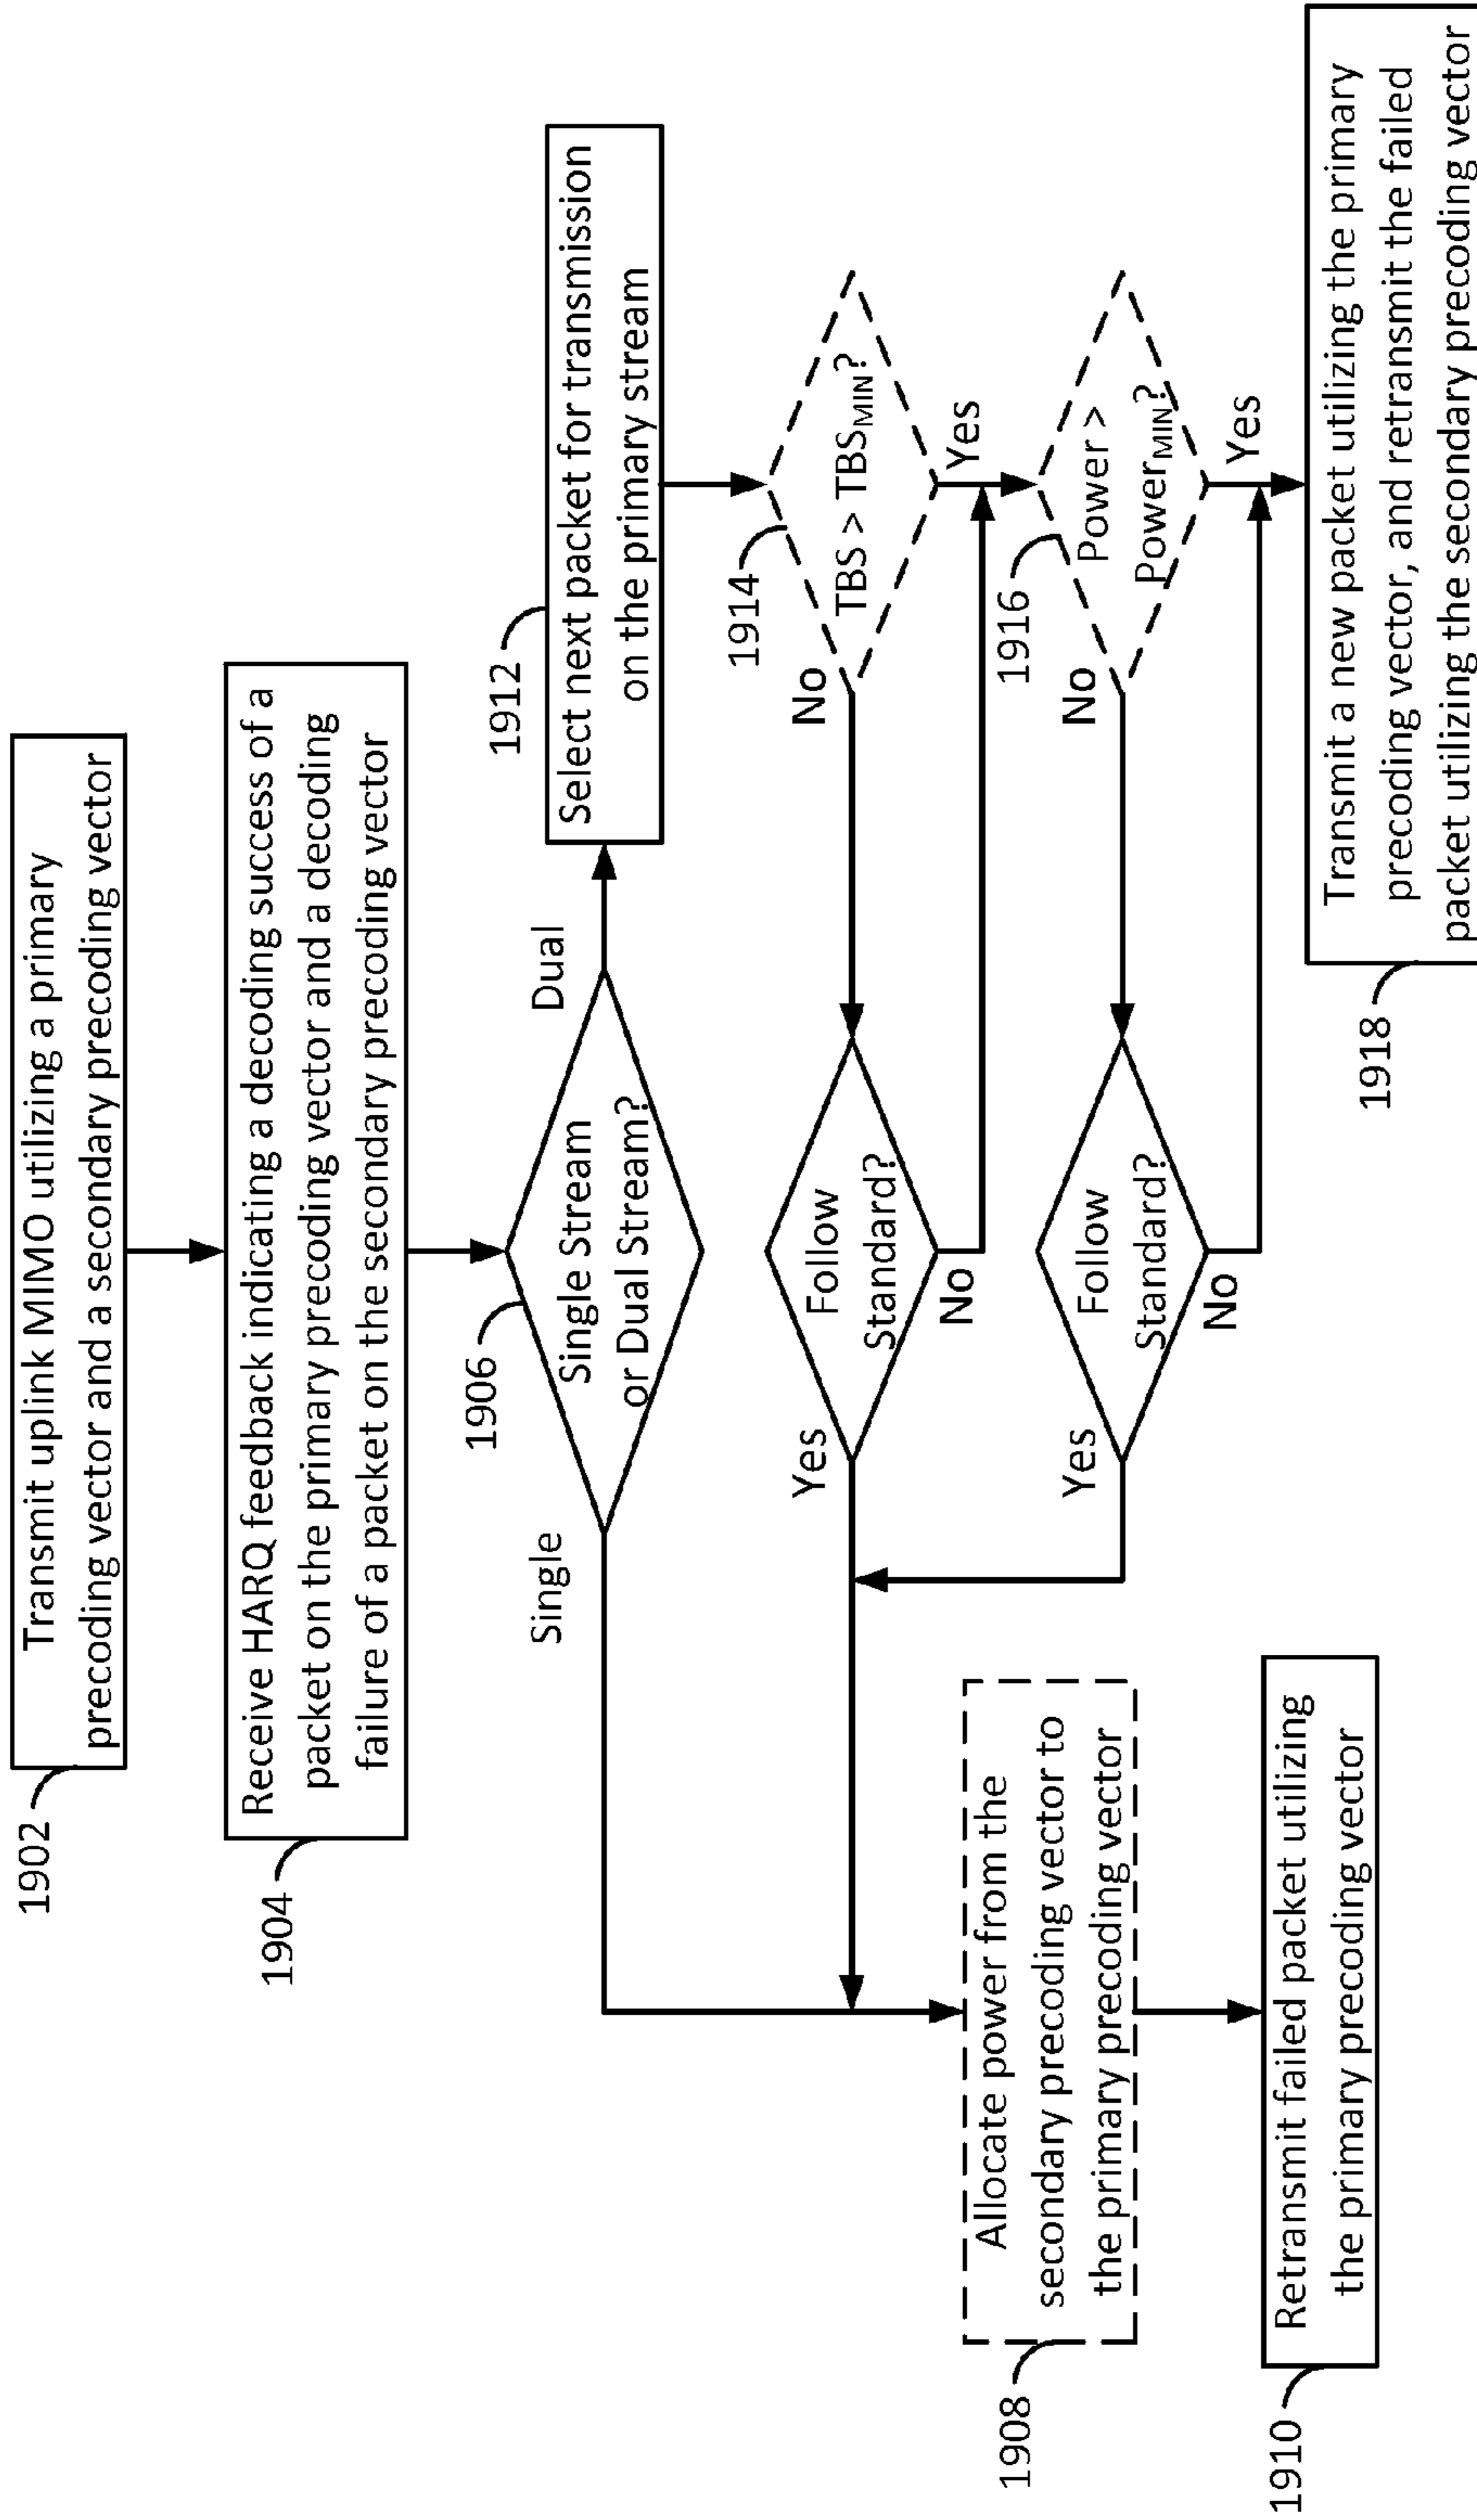 1902
Transmit uplink MIMO utilizing a primary
precoding vector and a secondary precoding vector
1904
Receive HARQ feedback indicating a decoding success of a
packet on the primary precoding vector and a decoding
failure of a packet on the secondary precoding vector
1906
Single Stream
or Dual Stream?
Single
Dual
1912
Select next packet for transmission
on the primary stream
1914
TBS > TBSMIN?
No
Yes
Follow
Standard?
Yes
No
1916
Power >
PowerMIN?
No
Yes
Follow
Standard?
Yes
No
1908
Allocate power from the
secondary precoding vector to
the primary precoding vector
1910
Retransmit failed packet utilizing
the primary precoding vector
1918
Transmit a new packet utilizing the primary
precoding vector, and retransmit the failed
packet utilizing the secondary precoding vector